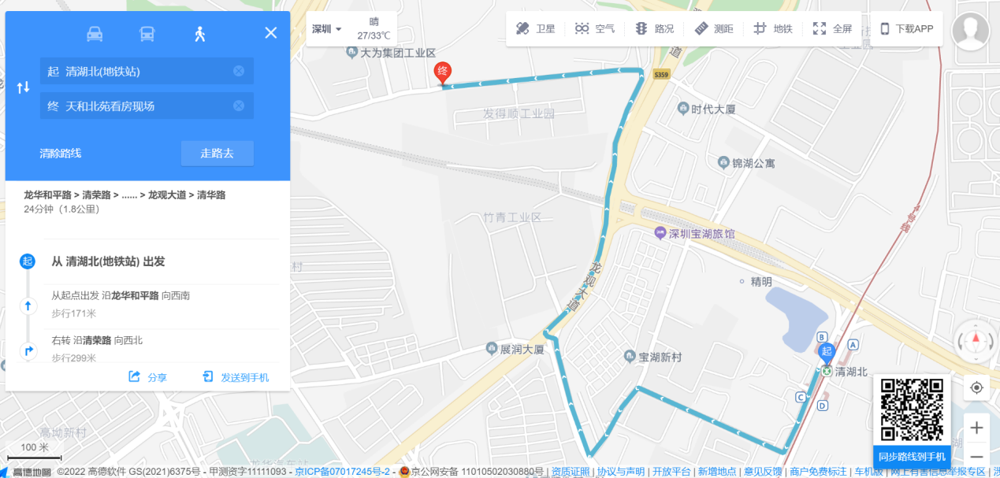 起 清湖北(地铁站)
终 天和北苑看房现场
清除路线
走路去
龙华和平路 > 清荣路 > ...... > 龙观大道 > 清华路
24分钟（1.8公里）
起
从 清湖北(地铁站) 出发
从起点出发 沿龙华和平路 向西南
步行171米
右转 沿清荣路 向西北
步行299米
分享
发送到手机
深圳
晴
27/33℃
卫星
空气
路况
测距
地铁
全屏
下载APP
大为集团工业区
终
道
S359
发得顺工业园
时代大厦
锦湖公寓
竹青工业区
4号线
深圳宝湖旅馆
村
龙观大道
精明
展润大厦
宝湖新村
B
A
起
清湖北
C
D
高坳新村
100 米
龙华汽车站
同步路线到手机
高德地图
©2022 高德软件 GS(2021)6375号 - 甲测资字11111093 - 京ICP备07017245号-2 - 京公网安备 11010502030880号 | 资质证照 | 协议与声明 | 开放平台 | 新增地点 | 意见反馈 | 商户免费标注 | 车机版 | 网上有害信息举报专区 |